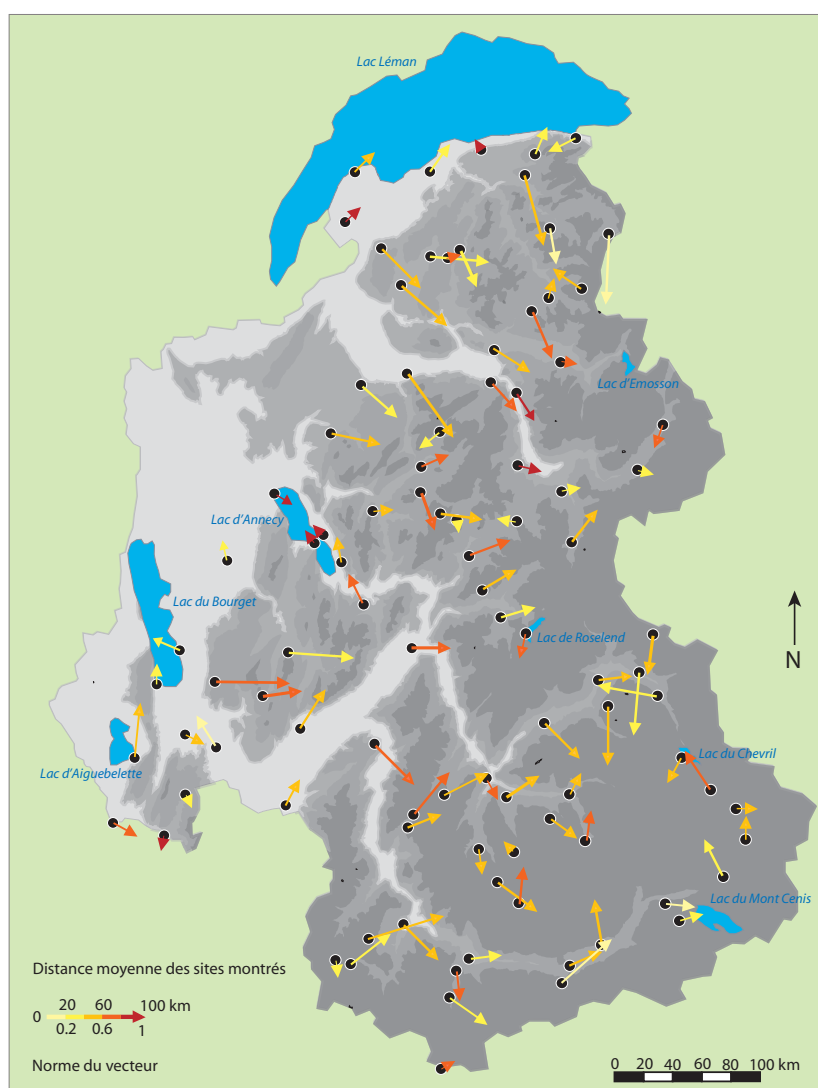 Lac Léman
Lac d'Emosson
Lac d'Annecy
Lac du Bourget
N
Lac de Roselend
Lac du Chevril
Lac d'Aiguebelette
Lac du Mont Cenis
Distance moyenne des sites montrés
20 60 100 km
0
0.2 0.6 1
Norme du vecteur
0 20 40 60 80 100 km